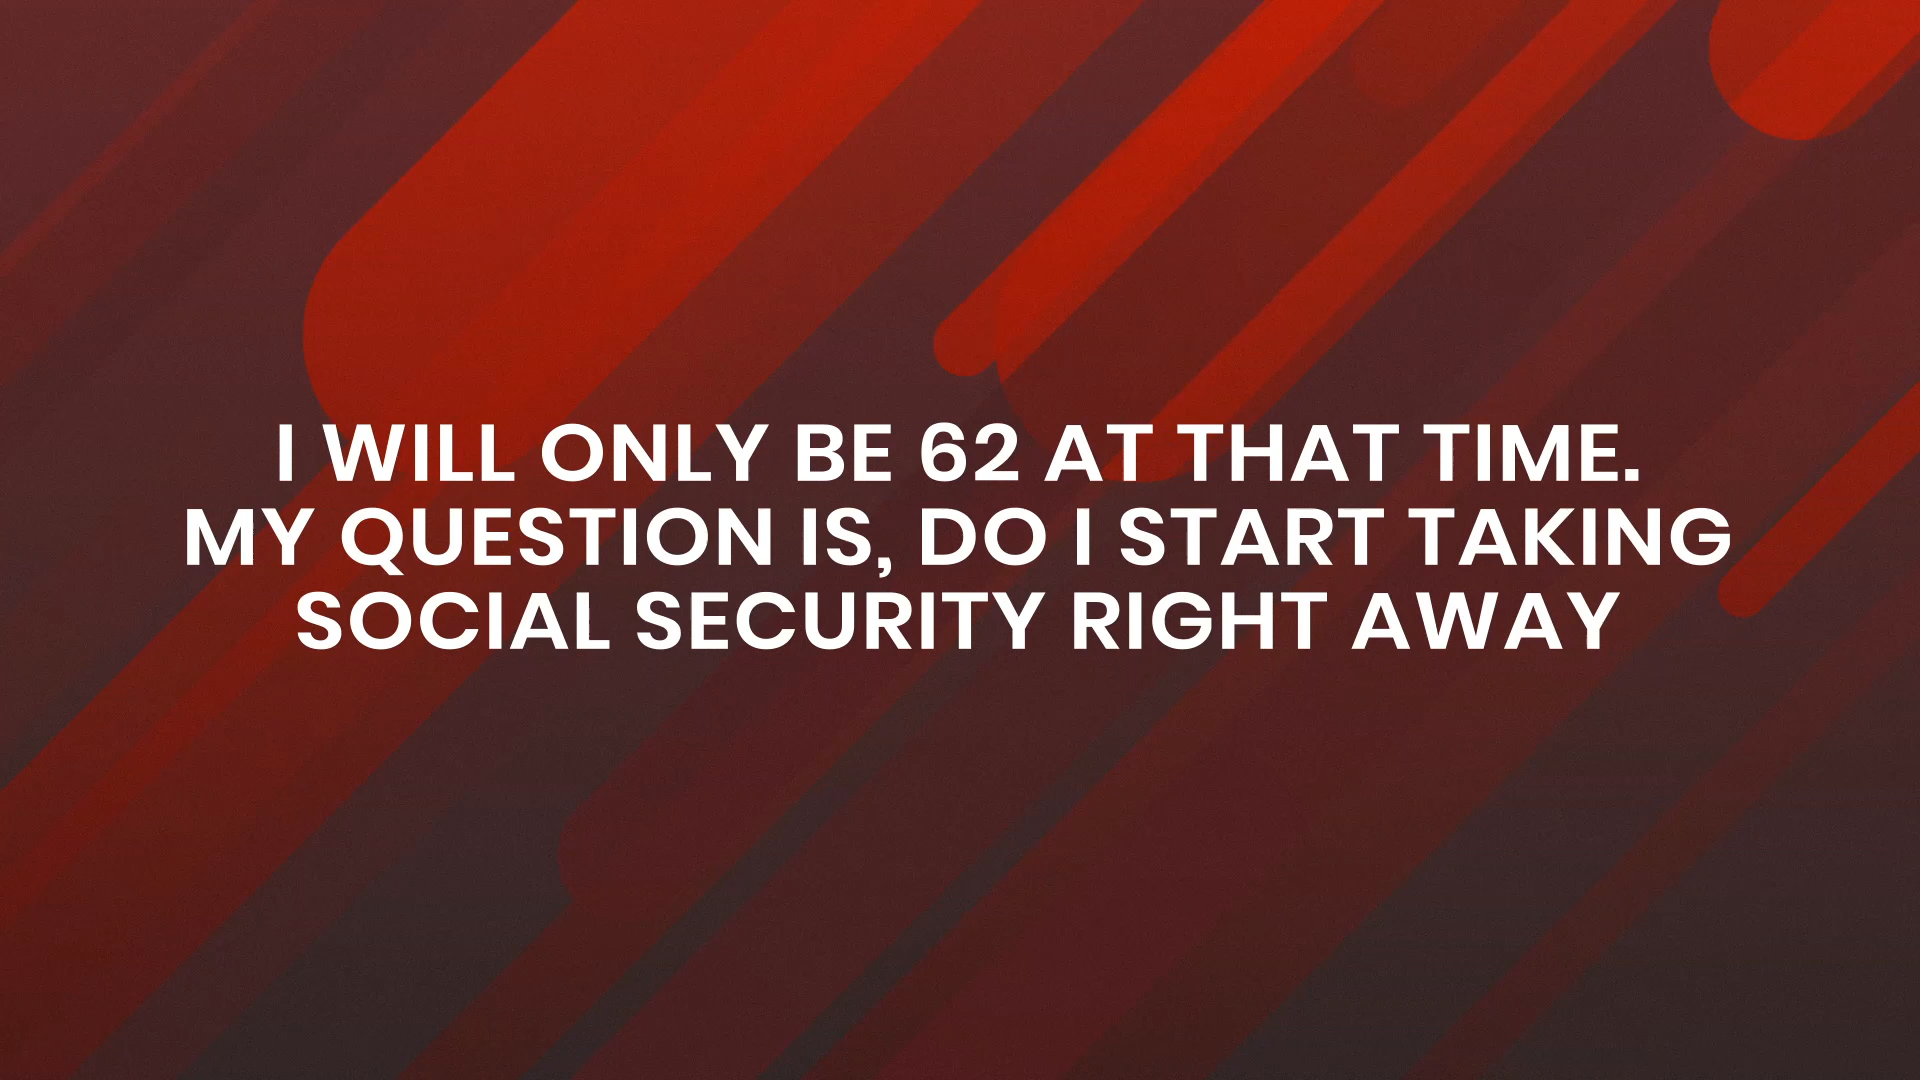 I WILL ONLY BE 62 AT THAT TIME.
MY QUESTION IS, DO I START TAKING
SOCIAL SECURITY RIGHT AWAY